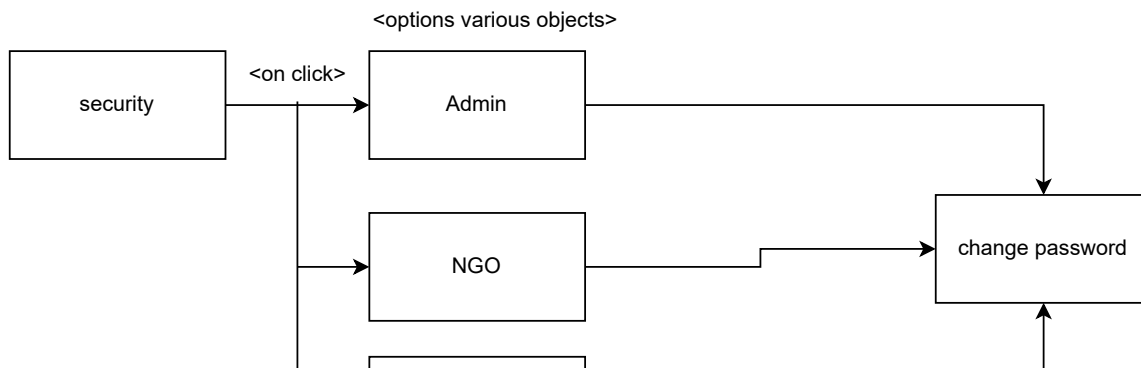 <options various objects>
<on click>
security
Admin
NGO
change password